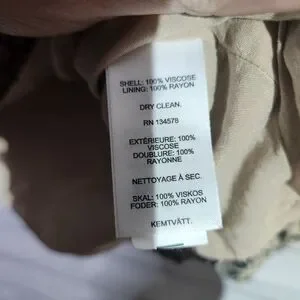 SHELL: 100% VISCOSE
LINING: 100% RAYON
DRY CLEAN.
RN 134578
EXTÉRIEURE: 100%
VISCOSE
DOUBLURE: 100%
RAYONNE
NETTOYAGE À SEC.
SKAL: 100% VISKOS
FODER: 100% RAYON
KEMTVÄTT.